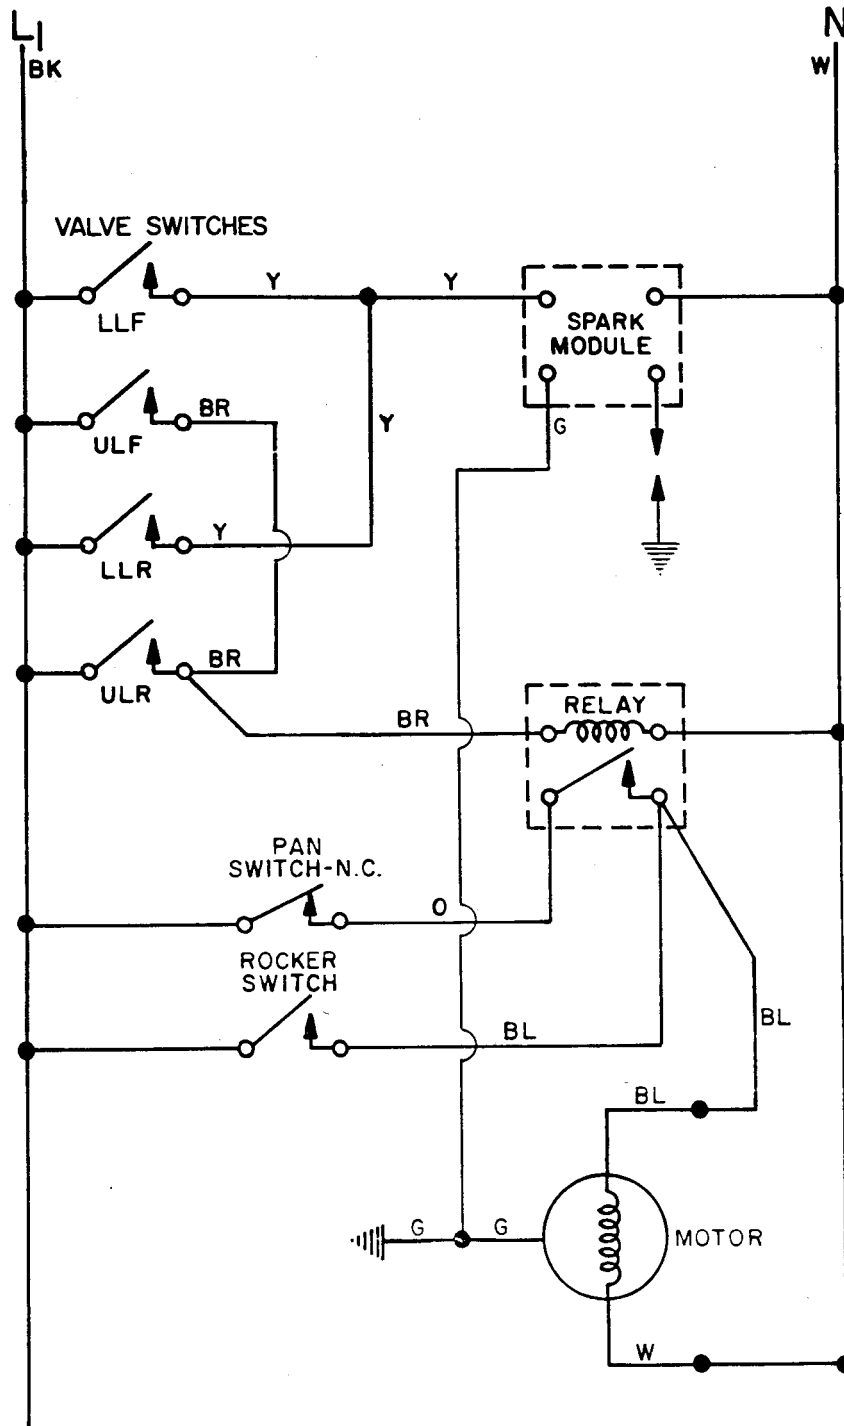 L1 N
BK W
VALVE SWITCHES
Y Y
LLF
SPARK
MODULE
BR
G
Y
ULF
Y
LLR
BR
ULR
RELAY
BR
PAN
SWITCH-N.C.
O
ROCKER
SWITCH
BL
BL
BL
G G
MOTOR
W